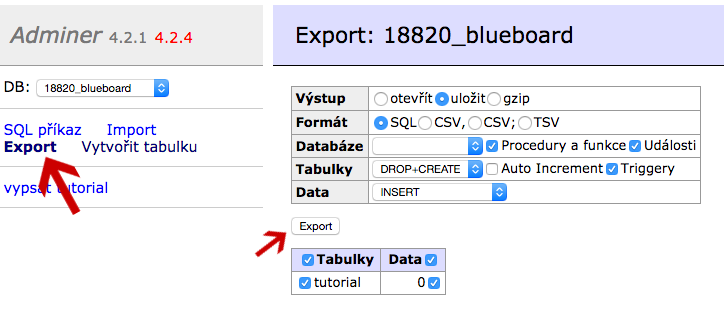 Adminer 4.2.1 4.2.4
DB: 18820_blueboard
SQL příkaz Import
Export Vytvořit tabulku
vypsat tutorial
Export: 18820_blueboard
Výstup otevřít uložit gzip
Formát SQL CSV, CSV; TSV
Databáze Procedury a funkce Události
Tabulky DROP+CREATE Auto Increment Triggery
Data INSERT
Export
Tabulky Data
tutorial 0